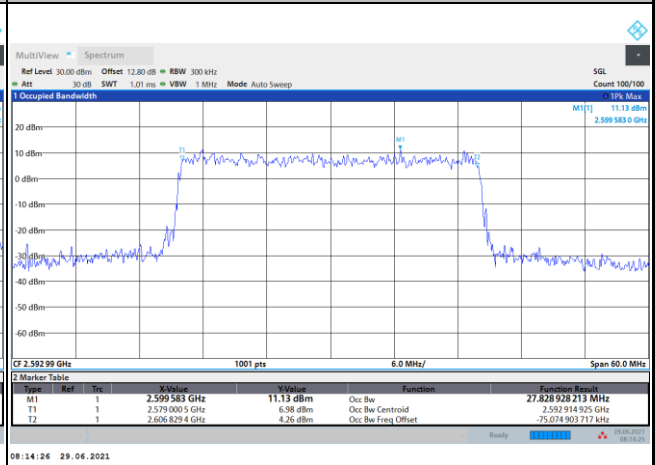 MultiView Spectrum
Ref Level 30.00 dBm Offset 12.80 dB RBW 300 kHz SGL
Att 30 dB SWT 1.01 ms VBW 1 MHz Mode Auto Sweep Count 100/100
1 Occupied Bandwidth 1Pk Max
M1[1] 11.13 dBm
2.599 583 0 GHz
20 dBm
M1
T1
T2
10 dBm
0 dBm
-10 dBm
-20 dBm
-30 dBm
-40 dBm
-50 dBm
-60 dBm
CF 2.592 99 GHz 1001 pts 6.0 MHz/ Span 60.0 MHz
2 Marker Table
Type Ref Trc X-Value Y-Value Function Function Result
M1 1 2.599 583 GHz 11.13 dBm Occ Bw 27.828 928 213 MHz
T1 1 2.579 000 5 GHz 6.98 dBm Occ Bw Centroid 2.592 914 925 GHz
T2 1 2.606 829 4 GHz 4.26 dBm Occ Bw Freq Offset -75.074 903 717 kHz
Ready 29.06.2021
08:14:25
08:14:26 29.06.2021